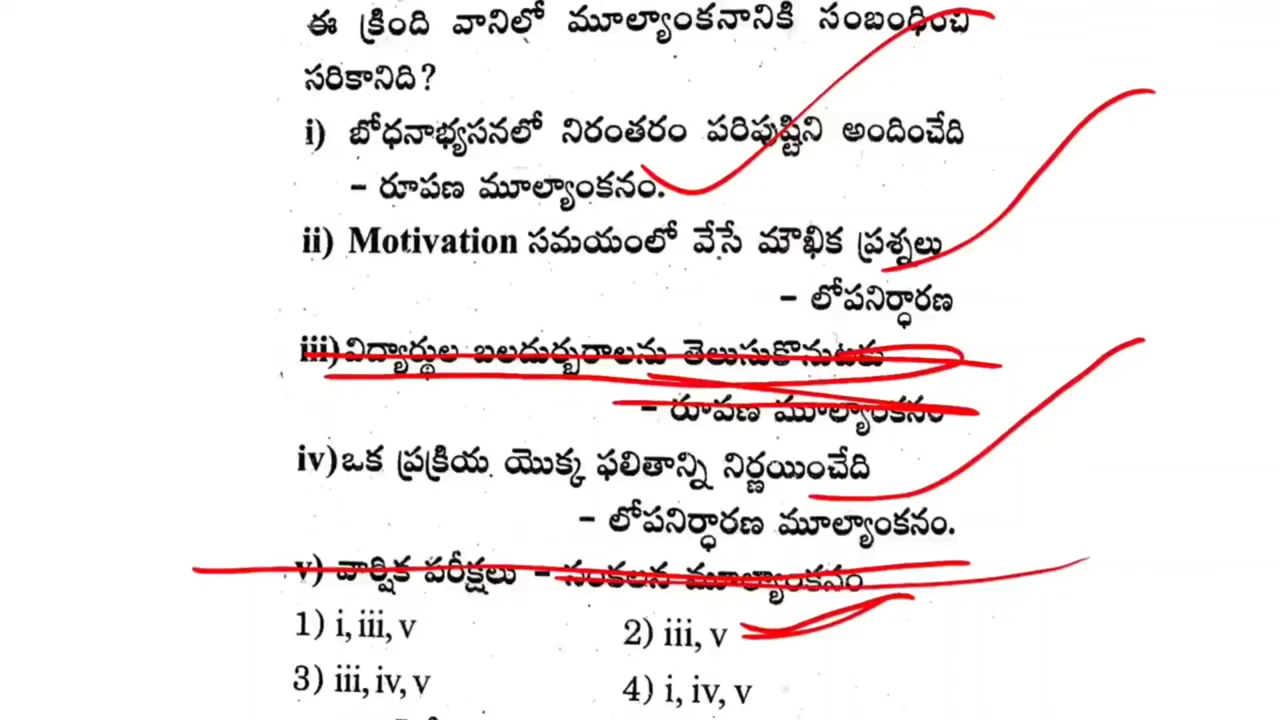 ఈ క్రింది వానిలో మూల్యాంకనానికి సంబంధించి
సరికానిది?
i) బోధనాభ్యసనలో నిరంతరం పరిపుష్టిని అందించేది
– రూపణ మూల్యాంకనం.
ii) Motivation సమయంలో వేసే మౌఖిక ప్రశ్నలు
– లోపనిర్ధారణ
iii) విద్యార్థుల బలదుర్బలాలను తెలుసుకొనుటకు
– రూపణ మూల్యాంకనం
iv) ఒక ప్రక్రియ యొక్క ఫలితాన్ని నిర్ణయించేది
– లోపనిర్ధారణ మూల్యాంకనం.
v) వార్షిక పరీక్షలు – సంకలన మూల్యాంకనం
1) i, iii, v 2) iii, v
3) iii, iv, v 4) i, iv, v